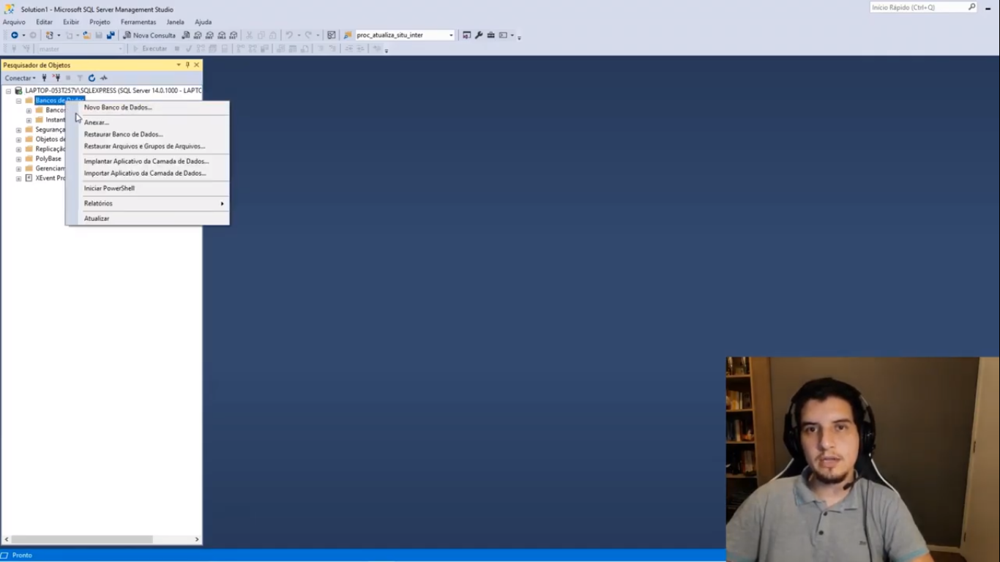 Solution1 - Microsoft SQL Server Management Studio
Início Rápido (Ctrl+Q)
Arquivo Editar Exibir Projeto Ferramentas Janela Ajuda
Nova Consulta proc_atualiza_situ_inter
master Executar
Pesquisador de Objetos
Conectar
LAPTOP-053T257V\SQLEXPRESS (SQL Server 14.0.1000 - LAPTC
Bancos de Dados
Bancos
Instant
Segurança
Objetos de
Replicação
PolyBase
Gerenciam
XEvent Pro
Novo Banco de Dados...
Anexar...
Restaurar Banco de Dados...
Restaurar Arquivos e Grupos de Arquivos...
Implantar Aplicativo da Camada de Dados...
Importar Aplicativo da Camada de Dados...
Iniciar PowerShell
Relatórios
Atualizar
Pronto